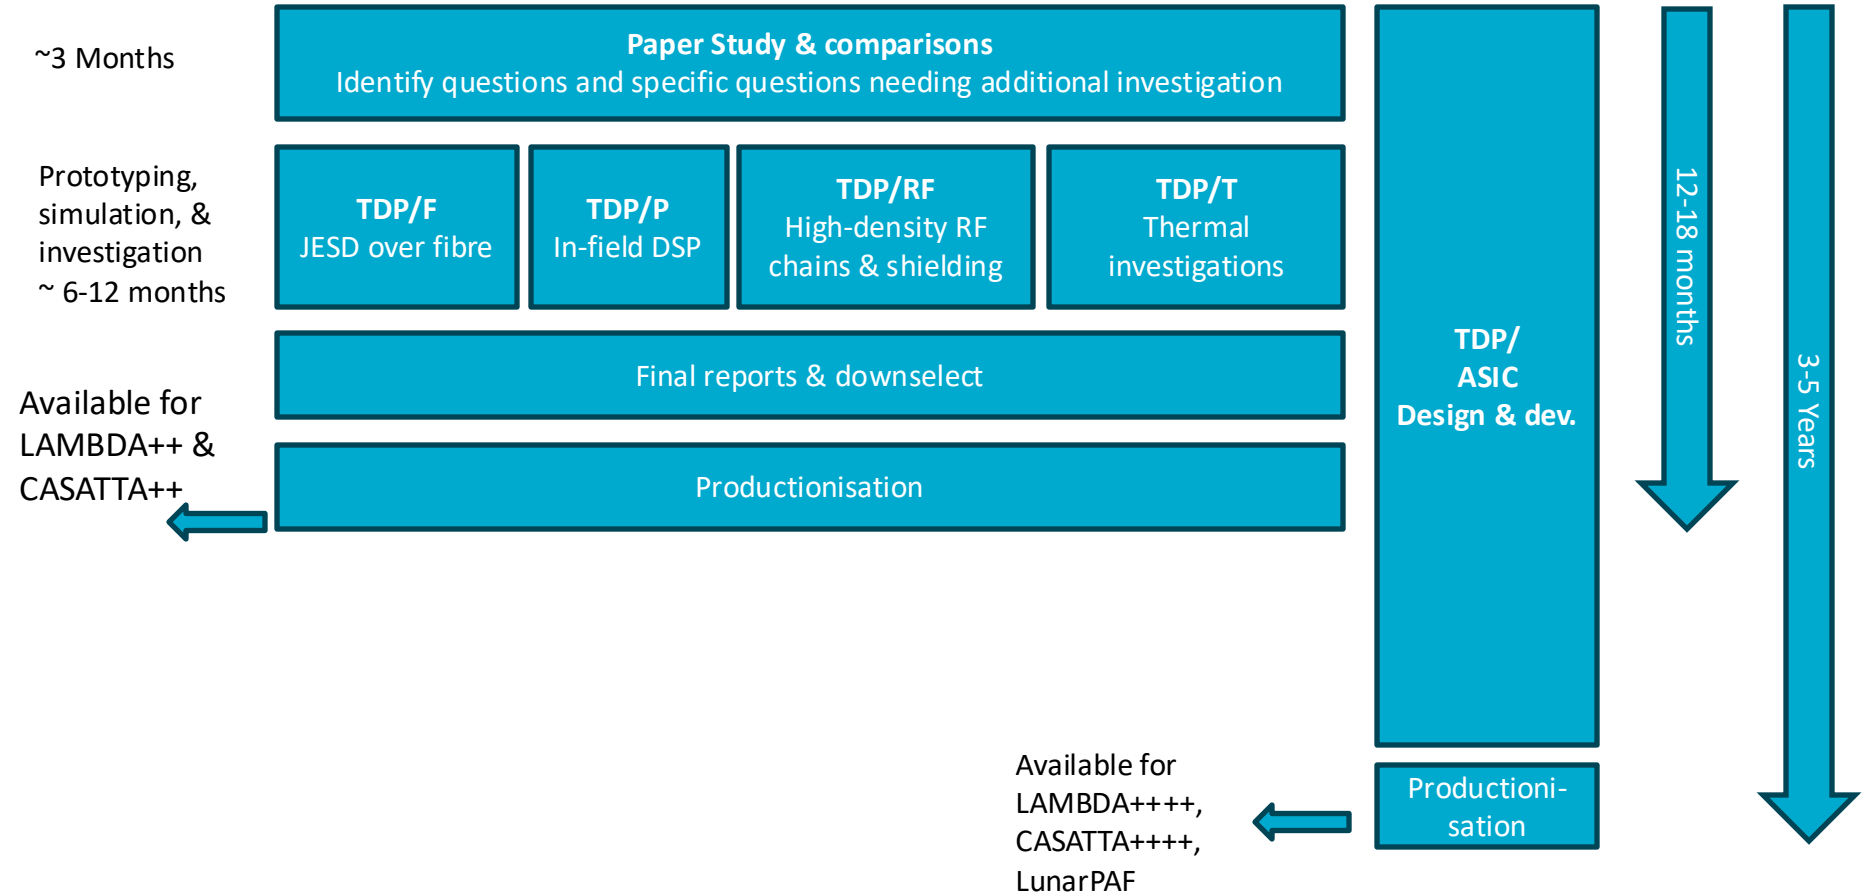 ~3 Months
Paper Study & comparisons
Identify questions and specific questions needing additional investigation
Prototyping,
simulation, &
investigation
~ 6-12 months
TDP/F
JESD over fibre
TDP/P
In-field DSP
TDP/RF
High-density RF
chains & shielding
TDP/T
Thermal
investigations
Final reports & downselect
Available for
LAMBDA++ &
CASATTA++
Productionisation
TDP/
ASIC
Design & dev.
12-18 months
3-5 Years
Available for
LAMBDA++++,
CASATTA++++,
LunarPAF
Productioni-
sation